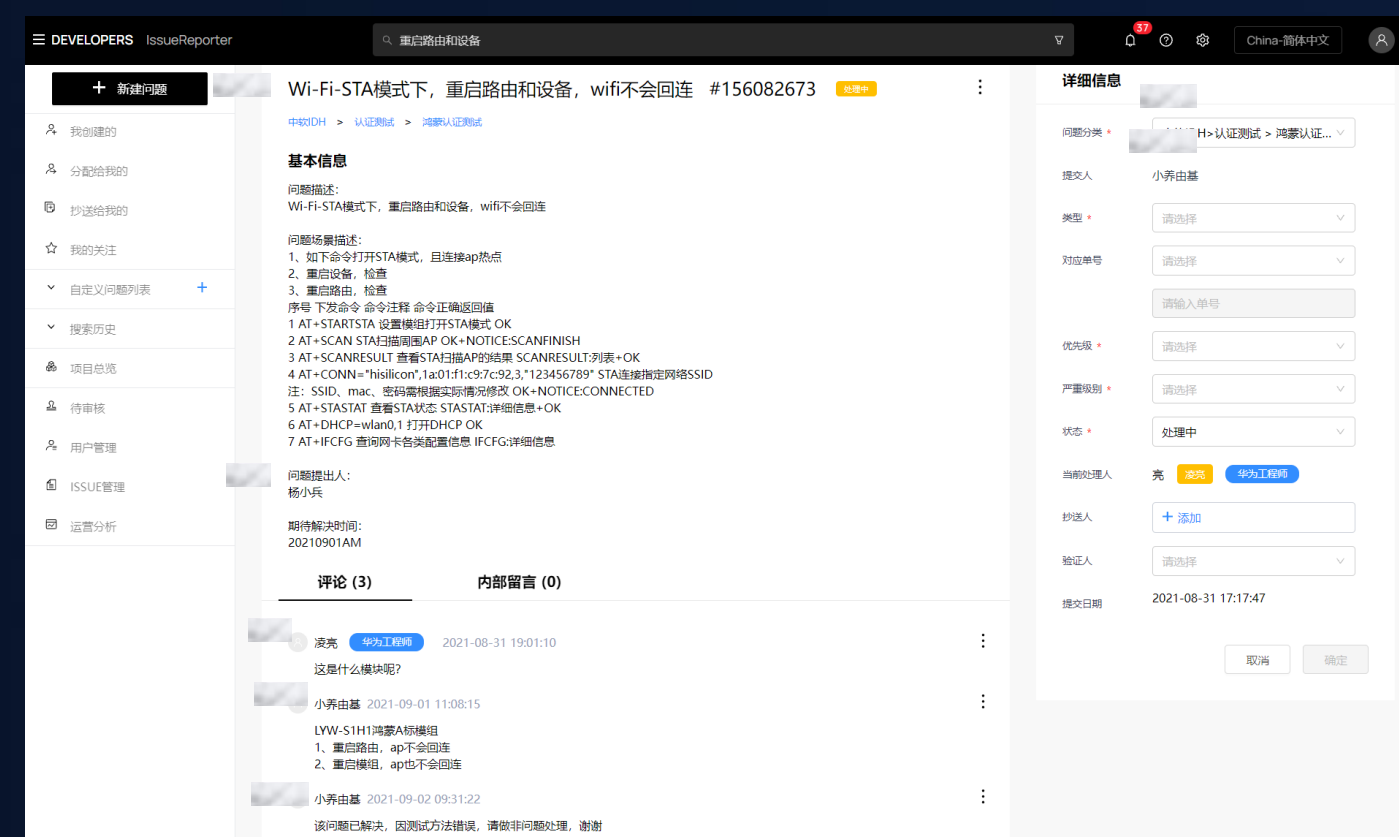 DEVELOPERS IssueReporter
重启路由和设备
37
China-简体中文
新建问题
我创建的
分配给我的
抄送给我的
我的关注
自定义问题列表
搜索历史
项目总览
待审核
用户管理
ISSUE管理
运营分析
Wi-Fi-STA模式下，重启路由和设备，wifi不会回连 #156082673 处理中
中软IDH > 认证测试 > 鸿蒙认证测试
基本信息
问题描述：
Wi-Fi-STA模式下，重启路由和设备，wifi不会回连
问题场景描述：
1、如下命令打开STA模式，且连接ap热点
2、重启设备，检查
3、重启路由，检查
序号 下发命令 命令注释 命令正确返回值
1 AT+STARTSTA 设置模组打开STA模式 OK
2 AT+SCAN STA扫描周围AP OK+NOTICE:SCANFINISH
3 AT+SCANRESULT 查看STA扫描AP的结果 SCANRESULT:列表+OK
4 AT+CONN="hisilicon",1a:01:f1:c9:7c:92,3,"123456789" STA连接指定网络SSID
注：SSID、mac、密码需根据实际情况修改 OK+NOTICE:CONNECTED
5 AT+STASTAT 查看STA状态 STASTAT:详细信息+OK
6 AT+DHCP=wlan0,1 打开DHCP OK
7 AT+IFCFG 查询网卡各类配置信息 IFCFG:详细信息
问题提出人：
杨小兵
期待解决时间：
20210901AM
评论 (3)
内部留言 (0)
凌亮 华为工程师 2021-08-31 19:01:10
这是什么模块呢?
小养由基 2021-09-01 11:08:15
LYW-S1H1鸿蒙A标模组
1、重启路由，ap不会回连
2、重启模组，ap也不会回连
小养由基 2021-09-02 09:31:22
该问题已解决，因测试方法错误，请做非问题处理，谢谢
详细信息
问题分类 * H>认证测试 > 鸿蒙认证...
提交人 小养由基
类型 * 请选择
对应单号 请选择
请输入单号
优先级 * 请选择
严重级别 * 请选择
状态 * 处理中
当前处理人 亮 凌亮 华为工程师
抄送人 + 添加
验证人 请选择
提交日期 2021-08-31 17:17:47
取消
确定